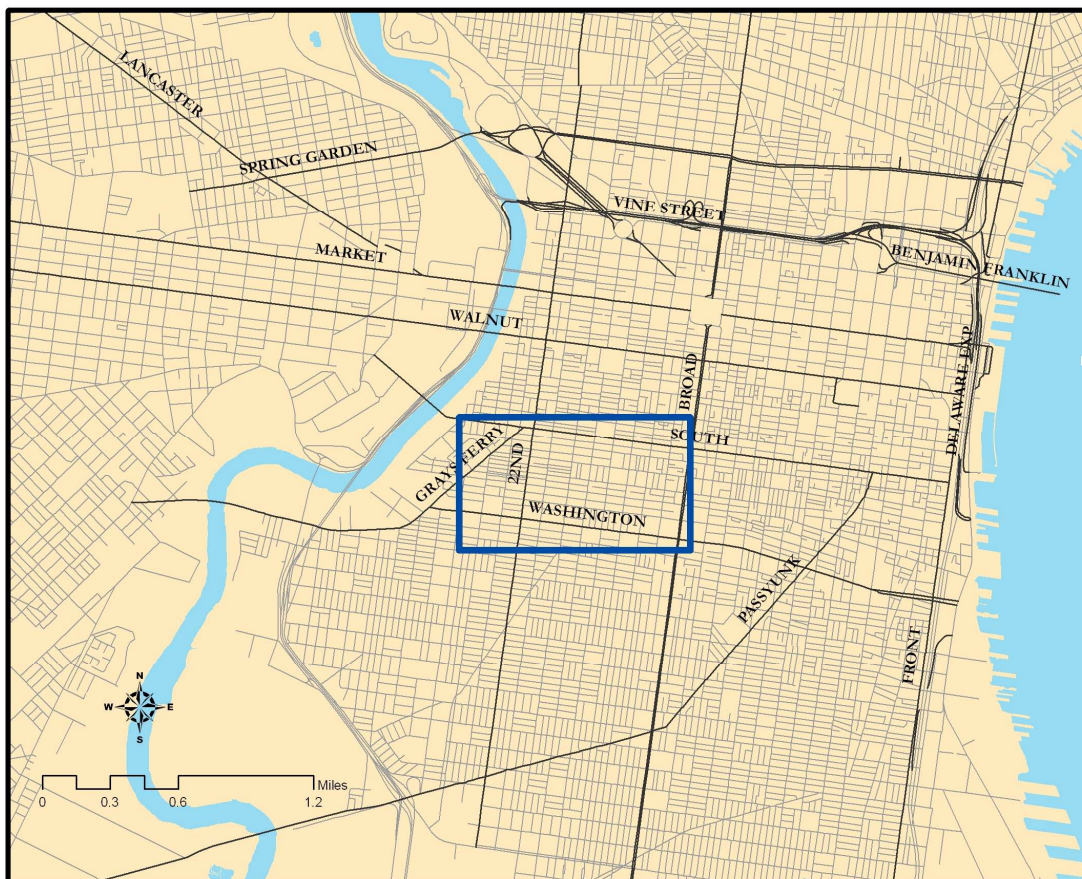 LANCASTER
SPRING GARDEN
VINE STREET
MARKET
BENJAMIN FRANKLIN
WALNUT
BROAD
DELAWARE EXP
SOUTH
GRAYS FERRY
22ND
WASHINGTON
PASSYUNK
FRONT
N
W E
S
Miles
0 0.3 0.6 1.2